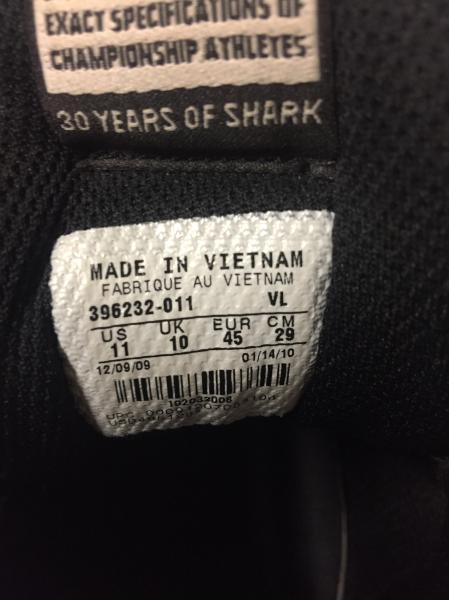 EXACT SPECIFICATIONS OF
CHAMPIONSHIP ATHLETES
30 YEARS OF SHARK
MADE IN VIETNAM
FABRIQUE AU VIETNAM
396232-011 VL
US UK EUR CM
11 10 45 29
12/09/09 01/14/10